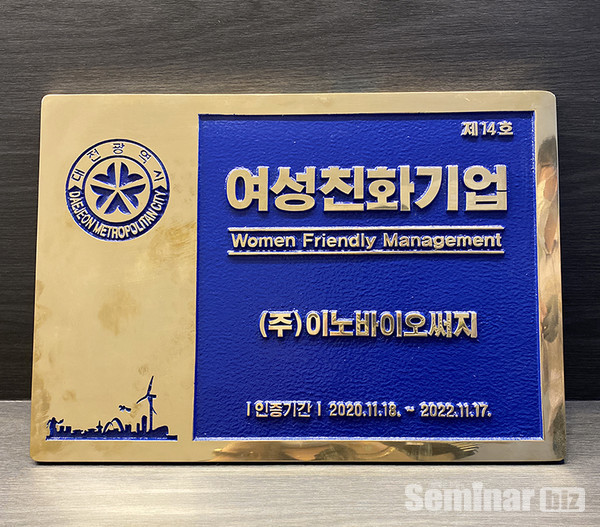 제14호
대전광역시
DAEJEON METROPOLITAN CITY
여성친화기업
Women Friendly Management
(주)이노바이오써지
|인증기간| 2020.11.18. ~ 2022.11.17.
Seminar biz